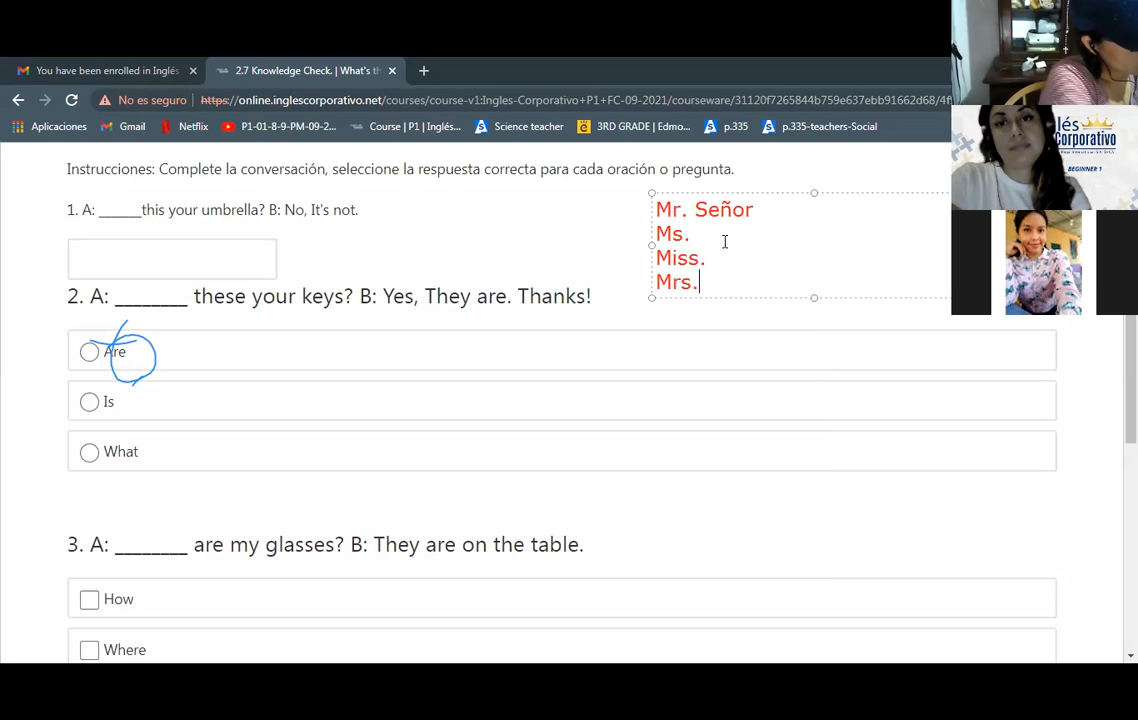 You have been enrolled in Inglés
2.7 Knowledge Check. | What's th
No es seguro
https://online.inglescorporativo.net/courses/course-v1:Ingles-Corporativo+P1+FC-09-2021/courseware/31120f7265844b759e637ebb91662d68/4f
Aplicaciones
Gmail
Netflix
P1-01-8-9-PM-09-2...
Course | P1 | Inglés...
Science teacher
3RD GRADE | Edmo...
p.335
p.335-teachers-Social
lés
Corporativo
BEGINNER 1
Instrucciones: Complete la conversación, seleccione la respuesta correcta para cada oración o pregunta.
1. A: ______this your umbrella? B: No, It's not.
Mr. Señor
Ms.
Miss.
Mrs.
2. A: ________ these your keys? B: Yes, They are. Thanks!
Are
Is
What
3. A: ________ are my glasses? B: They are on the table.
How
Where